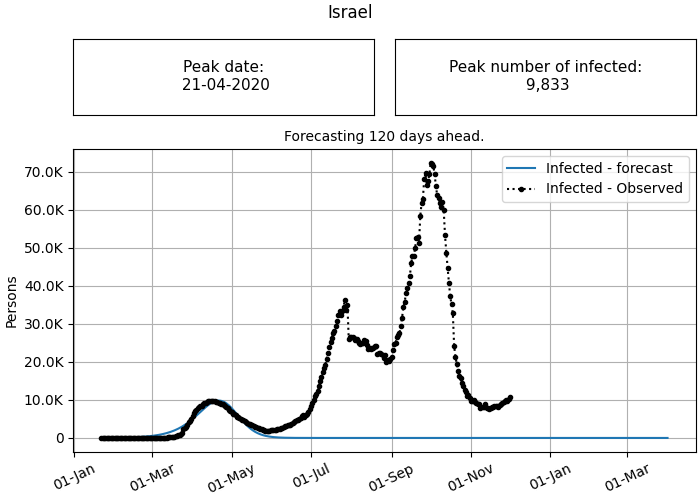 Israel
Peak date:
21-04-2020
Peak number of infected:
9,833
Forecasting 120 days ahead.
Infected - forecast
Infected - Observed
Persons
70.0K
60.0K
50.0K
40.0K
30.0K
20.0K
10.0K
0
01-Jan
01-Mar
01-May
01-Jul
01-Sep
01-Nov
01-Jan
01-Mar